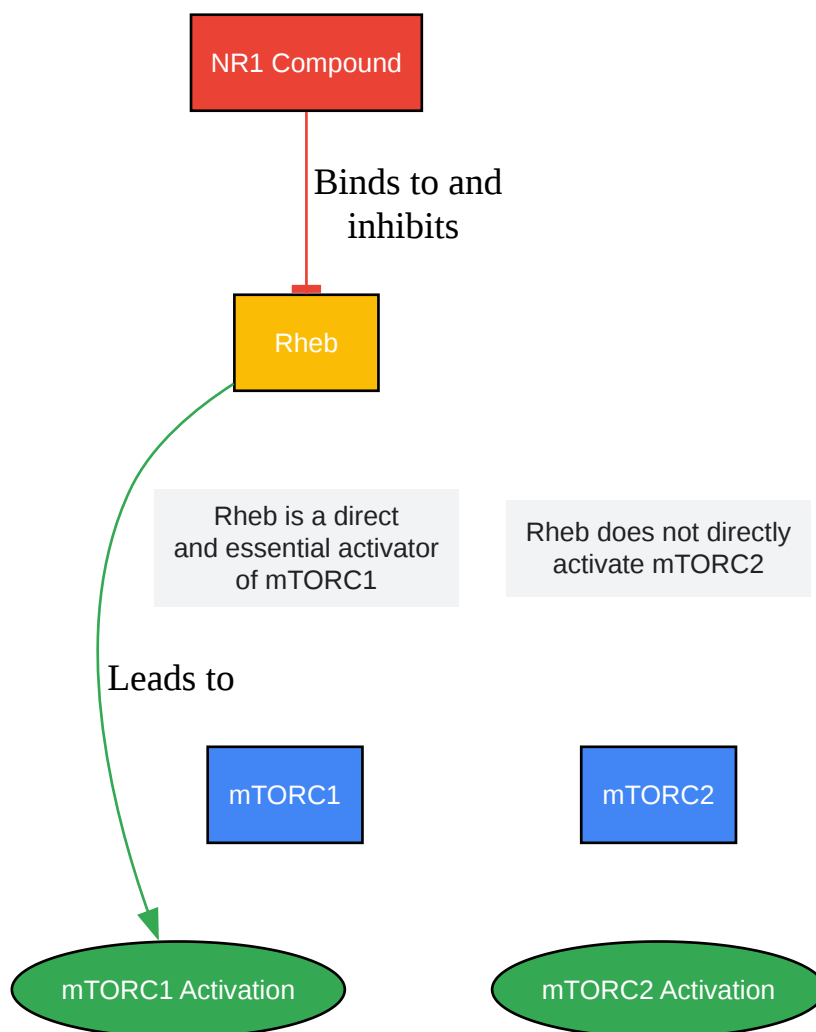 NR1 Compound
Binds to and
inhibits
Rheb
Rheb is a direct
and essential activator
of mTORC1
Rheb does not directly
activate mTORC2
Leads to
mTORC1
mTORC2
mTORC1 Activation
mTORC2 Activation